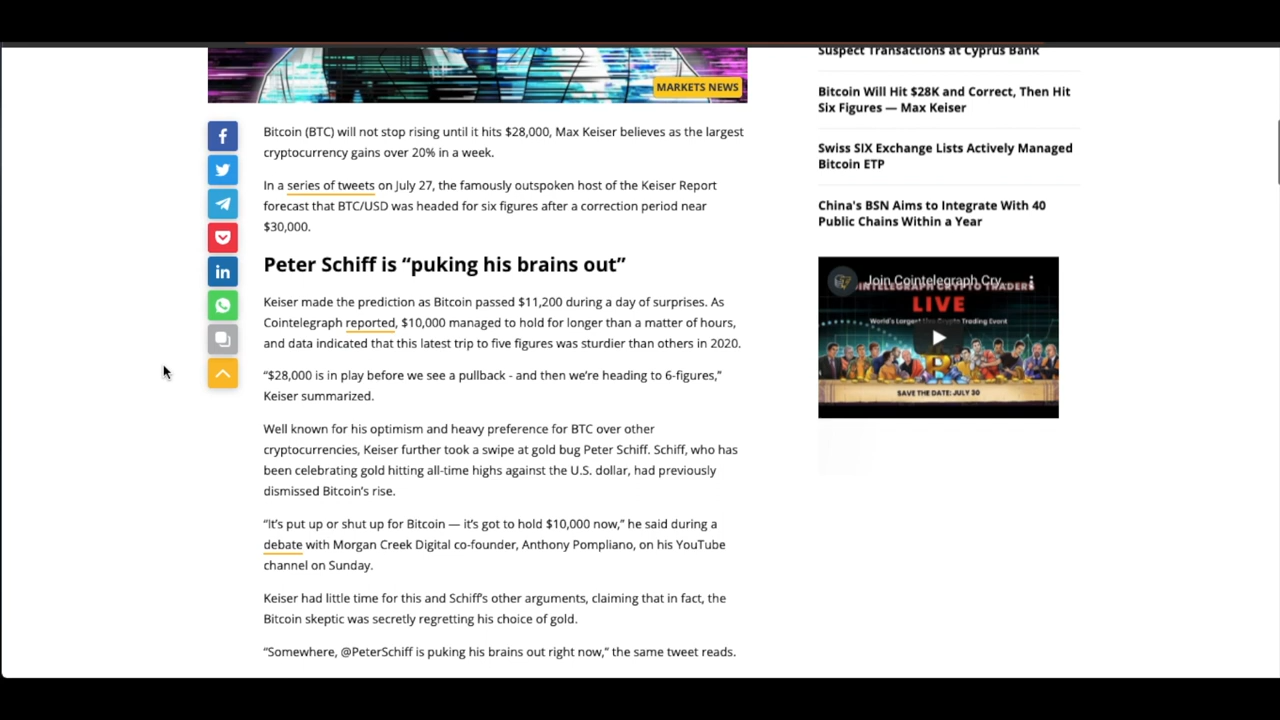 MARKETS NEWS
Bitcoin (BTC) will not stop rising until it hits $28,000, Max Keiser believes as the largest
cryptocurrency gains over 20% in a week.
In a series of tweets on July 27, the famously outspoken host of the Keiser Report
forecast that BTC/USD was headed for six figures after a correction period near
$30,000.
Peter Schiff is “puking his brains out”
Keiser made the prediction as Bitcoin passed $11,200 during a day of surprises. As
Cointelegraph reported, $10,000 managed to hold for longer than a matter of hours,
and data indicated that this latest trip to five figures was sturdier than others in 2020.
“$28,000 is in play before we see a pullback - and then we’re heading to 6-figures,”
Keiser summarized.
Well known for his optimism and heavy preference for BTC over other
cryptocurrencies, Keiser further took a swipe at gold bug Peter Schiff. Schiff, who has
been celebrating gold hitting all-time highs against the U.S. dollar, had previously
dismissed Bitcoin’s rise.
“It’s put up or shut up for Bitcoin — it’s got to hold $10,000 now,” he said during a
debate with Morgan Creek Digital co-founder, Anthony Pompliano, on his YouTube
channel on Sunday.
Keiser had little time for this and Schiff’s other arguments, claiming that in fact, the
Bitcoin skeptic was secretly regretting his choice of gold.
“Somewhere, @PeterSchiff is puking his brains out right now,” the same tweet reads.
Suspect Transactions at Cyprus Bank
Bitcoin Will Hit $28K and Correct, Then Hit
Six Figures — Max Keiser
Swiss SIX Exchange Lists Actively Managed
Bitcoin ETP
China's BSN Aims to Integrate With 40
Public Chains Within a Year
Join Cointelegraph Cry...
INTELEGRAPH CRYPTO TRADERS
LIVE
World's Largest Crypto Trading Event
SAVE THE DATE: JULY 30